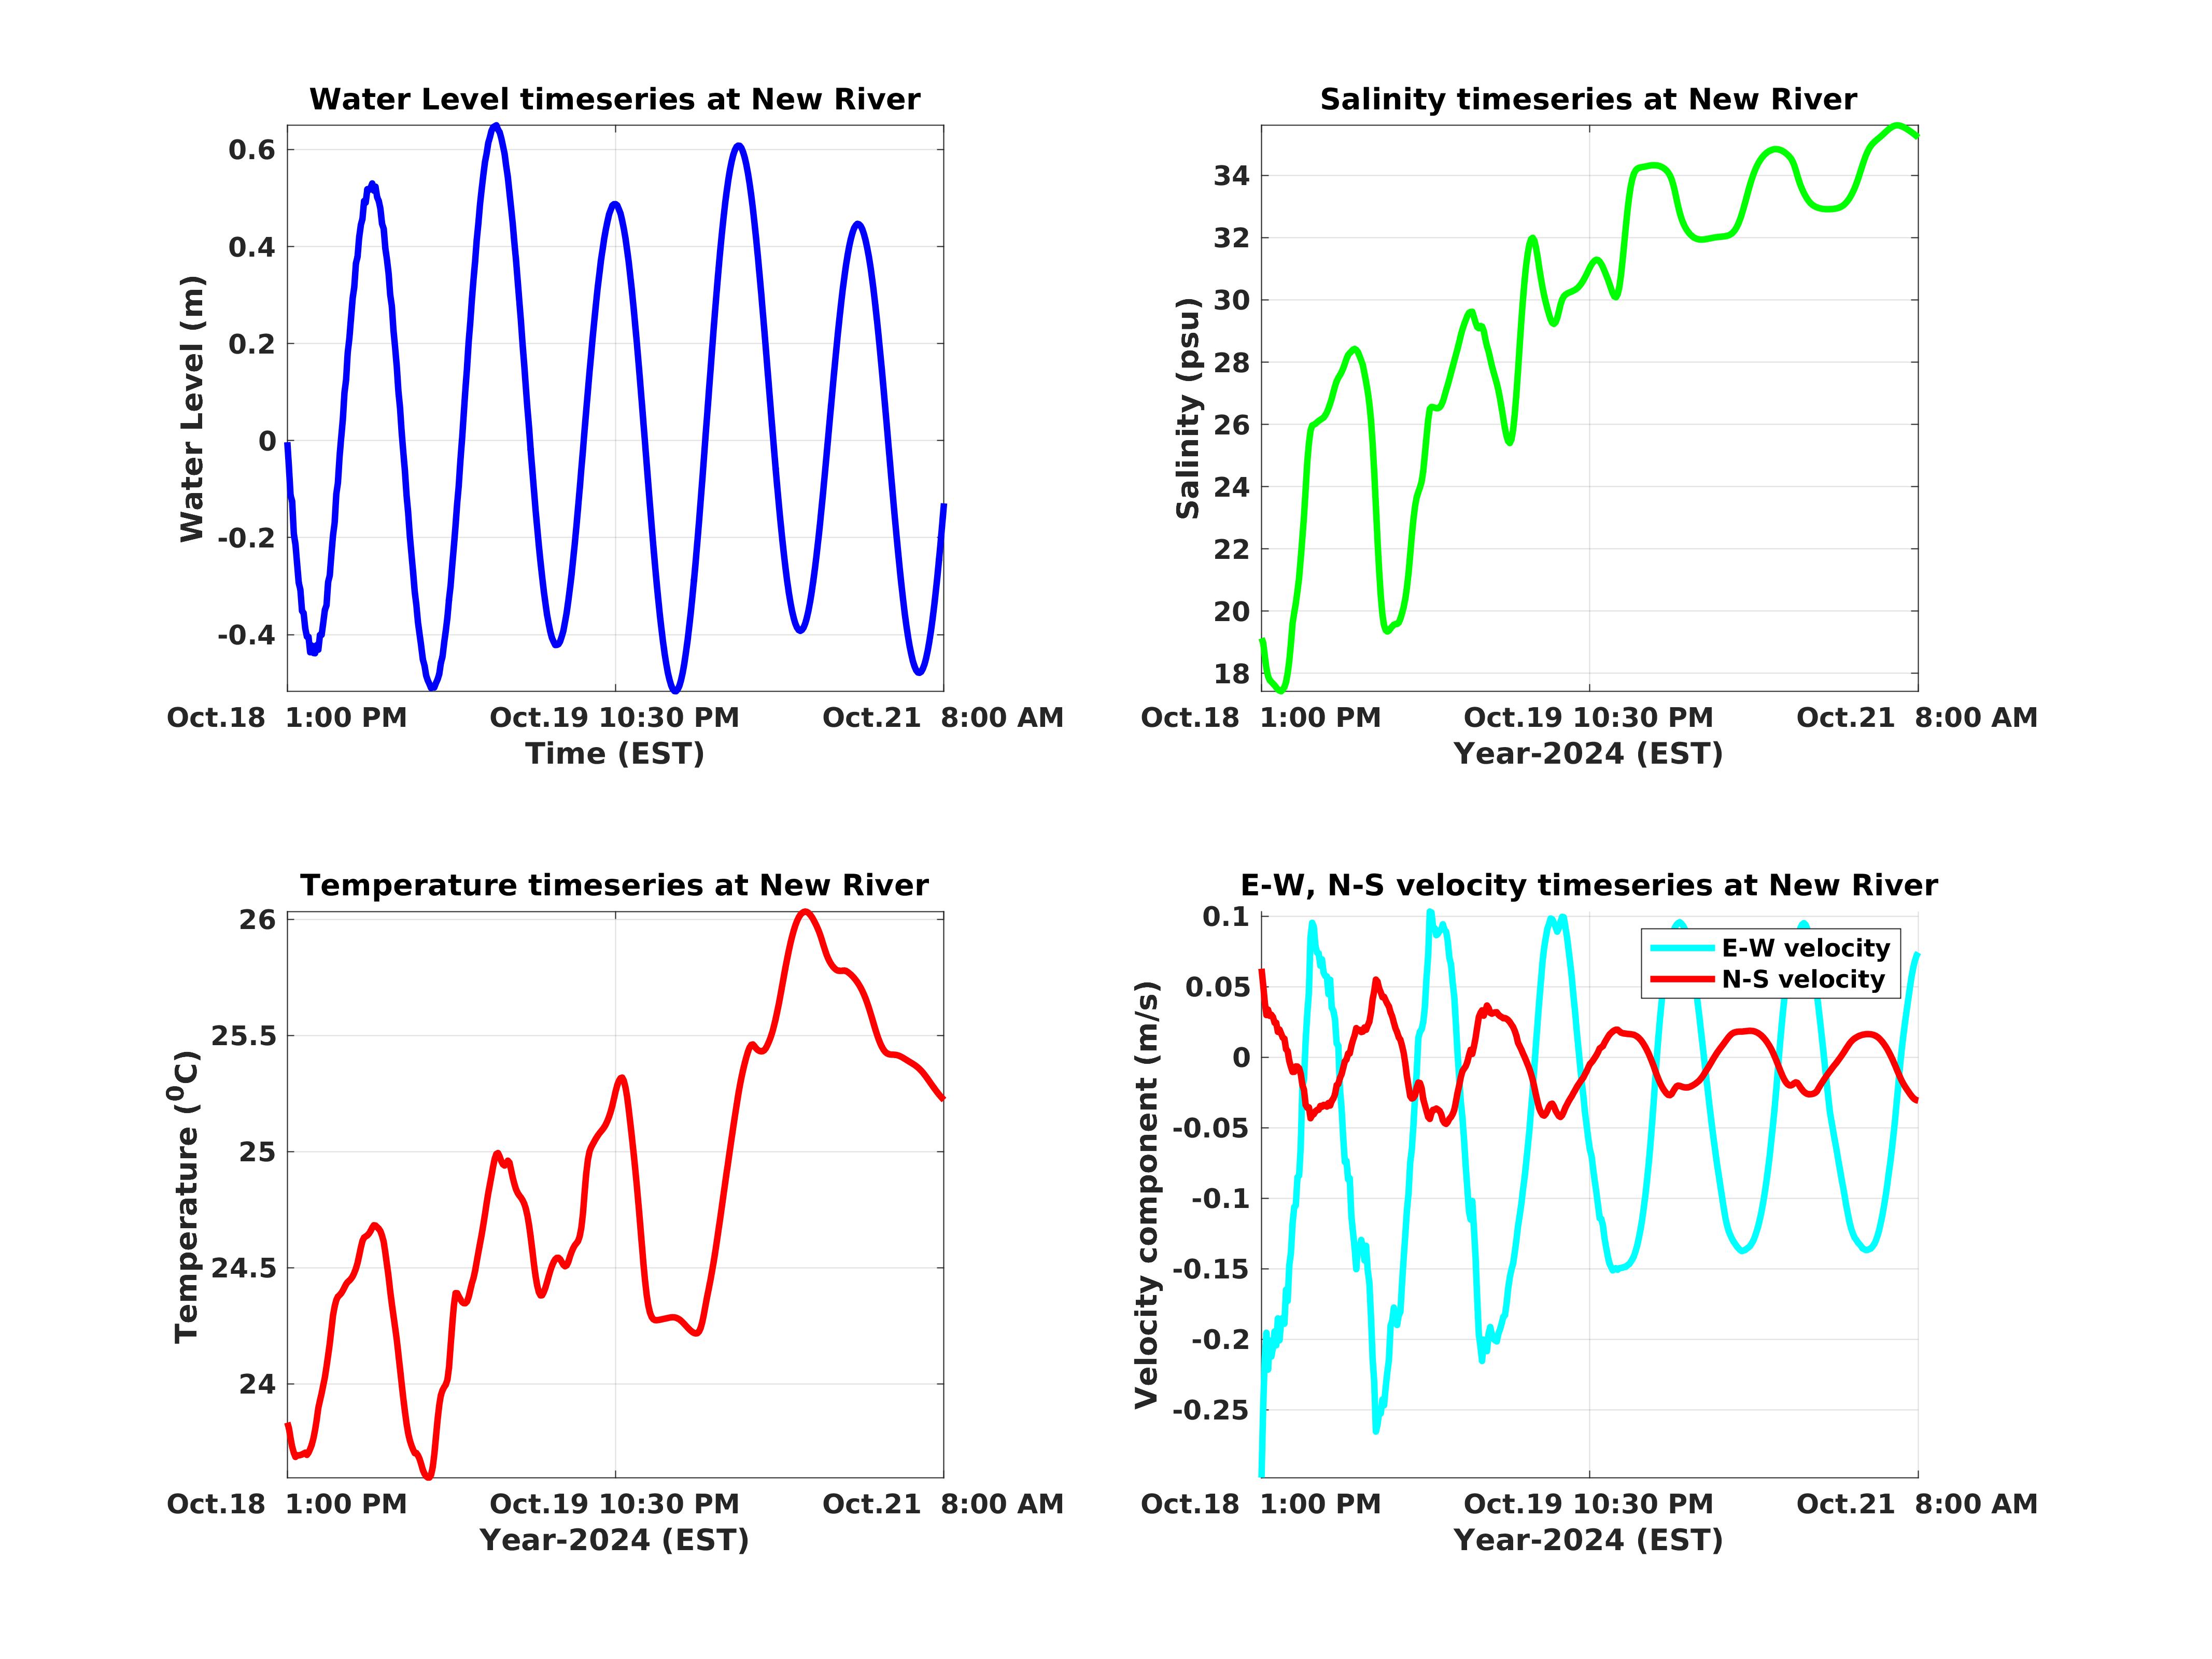 Water Level timeseries at New River
0.6
0.4
0.2
0
-0.2
-0.4
Water Level (m)
Oct.18 1:00 PM
Oct.19 10:30 PM
Oct.21 8:00 AM
Time (EST)
Salinity timeseries at New River
34
32
30
28
26
24
22
20
18
Salinity (psu)
Oct.18 1:00 PM
Oct.19 10:30 PM
Oct.21 8:00 AM
Year-2024 (EST)
Temperature timeseries at New River
26
25.5
25
24.5
24
Temperature (⁰C)
Oct.18 1:00 PM
Oct.19 10:30 PM
Oct.21 8:00 AM
Year-2024 (EST)
E-W, N-S velocity timeseries at New River
0.1
0.05
0
-0.05
-0.1
-0.15
-0.2
-0.25
Velocity component (m/s)
E-W velocity
N-S velocity
Oct.18 1:00 PM
Oct.19 10:30 PM
Oct.21 8:00 AM
Year-2024 (EST)